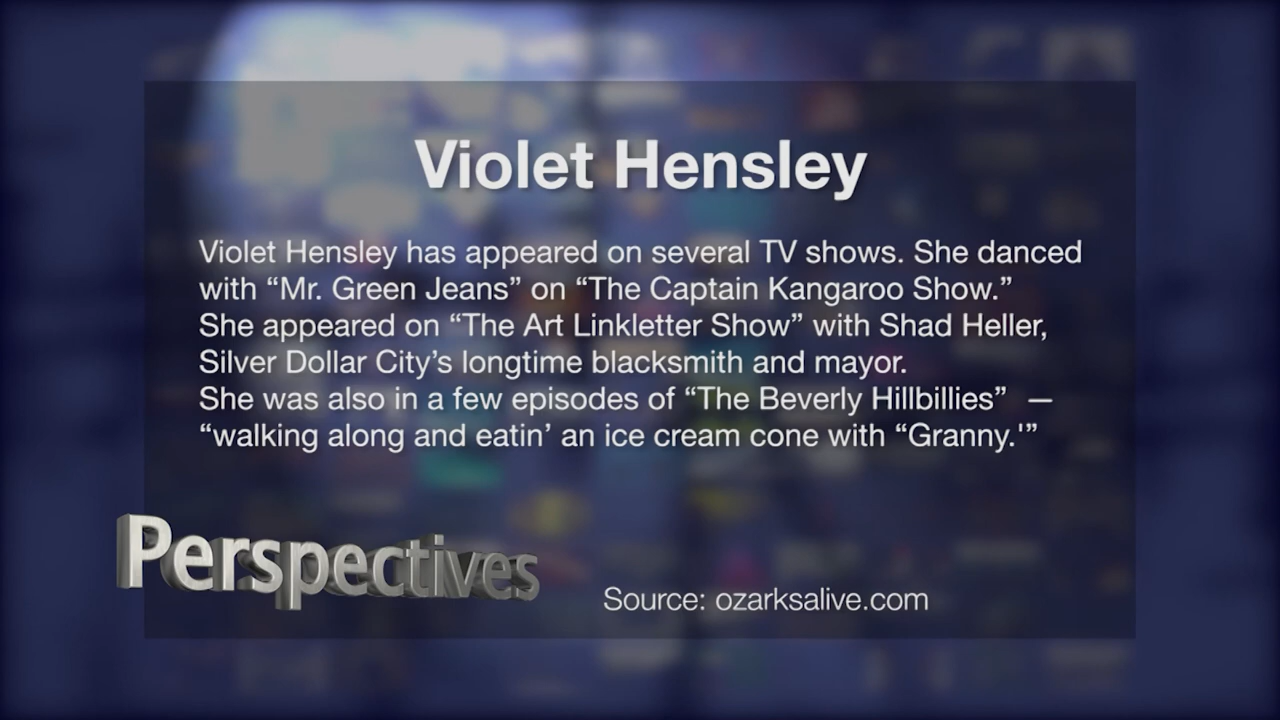 Violet Hensley
Violet Hensley has appeared on several TV shows. She danced
with “Mr. Green Jeans” on “The Captain Kangaroo Show.”
She appeared on “The Art Linkletter Show” with Shad Heller,
Silver Dollar City’s longtime blacksmith and mayor.
She was also in a few episodes of “The Beverly Hillbillies”  —
“walking along and eatin’ an ice cream cone with “Granny.'”
Perspectives
Source: ozarksalive.com